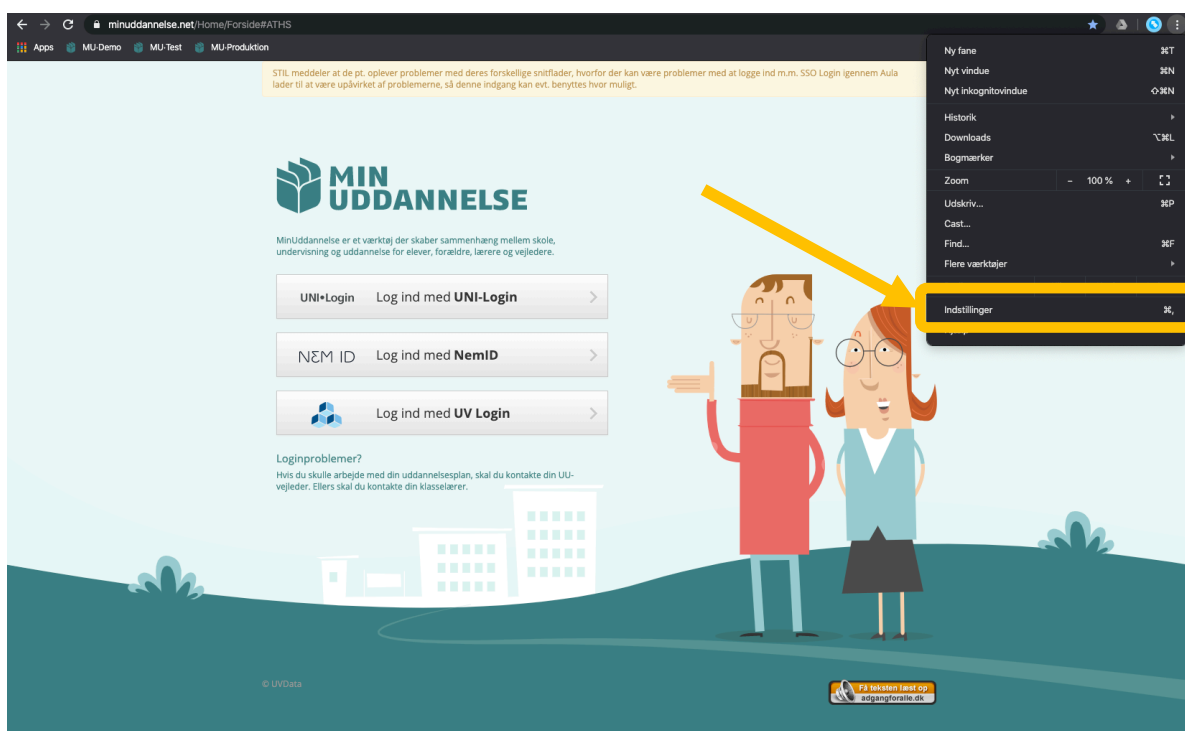 minuddannelse.net/Home/Forside#ATHS
Apps MU-Demo MU-Test MU-Produktion
STIL meddeler at de pt. oplever problemer med deres forskellige snitflader, hvorfor der kan være problemer med at logge ind m.m. SSO Login igennem Aula
lader til at være upåvirket af problemerne, så denne indgang kan evt. benyttes hvor muligt.
MIN
UDDANNELSE
MinUddannelse er et værktøj der skaber sammenhæng mellem skole,
undervisning og uddannelse for elever, forældre, lærere og vejledere.
UNI•Login Log ind med UNI-Login
NEM ID Log ind med NemID
Log ind med UV Login
Loginproblemer?
Hvis du skulle arbejde med din uddannelsesplan, skal du kontakte din UU-
vejleder. Ellers skal du kontakte din klasselærer.
Ny fane ⌘T
Nyt vindue ⌘N
Nyt inkognitovindue ⇧⌘N
Historik
Downloads ⌥⌘L
Bogmærker
Zoom - 100 % +
Udskriv... ⌘P
Cast...
Find... ⌘F
Flere værktøjer
Indstillinger ⌘,
© UVData
Få teksten læst op
adgangforalle.dk